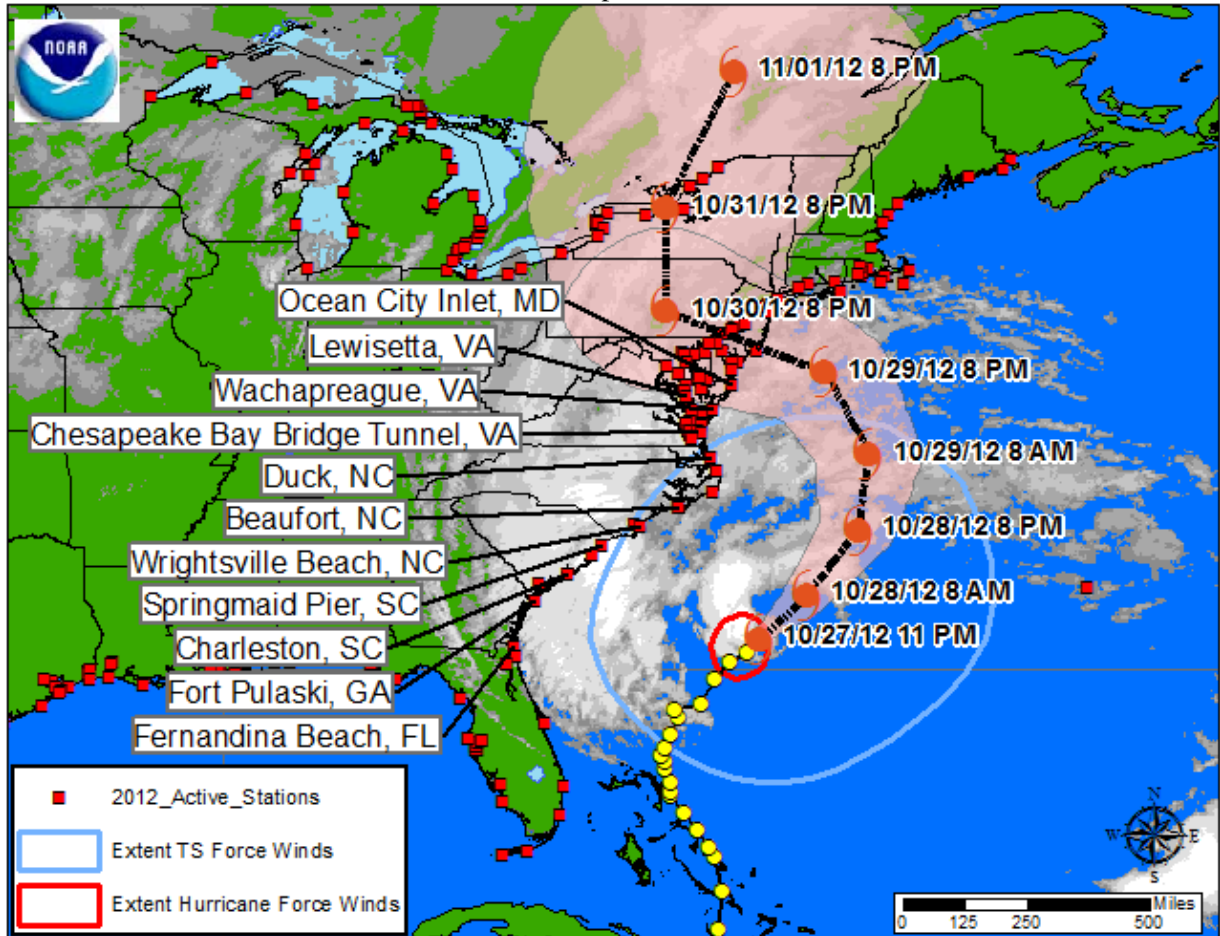 NOAA
11/01/12 8 PM
10/31/12 8 PM
10/30/12 8 PM
10/29/12 8 PM
10/29/12 8 AM
10/28/12 8 PM
10/28/12 8 AM
10/27/12 11 PM
Ocean City Inlet, MD
Lewisetta, VA
Wachapreague, VA
Chesapeake Bay Bridge Tunnel, VA
Duck, NC
Beaufort, NC
Wrightsville Beach, NC
Springmaid Pier, SC
Charleston, SC
Fort Pulaski, GA
Fernandina Beach, FL
2012_Active_Stations
Extent TS Force Winds
Extent Hurricane Force Winds
N
W E
S
Miles
0 125 250 500